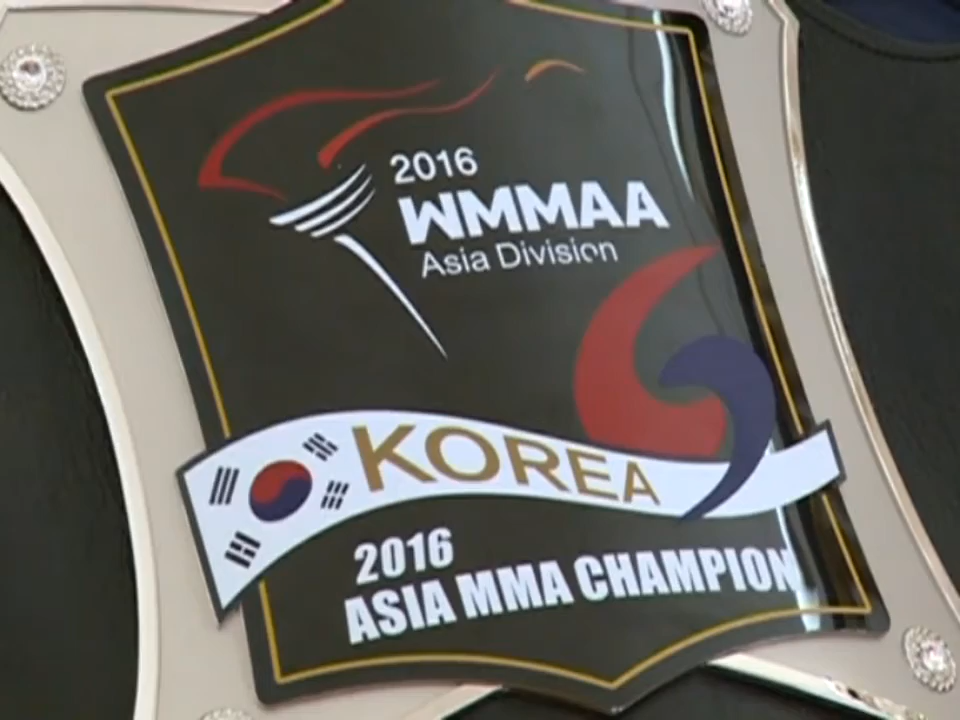 2016
WMMAA
Asia Division
KOREA
2016
ASIA MMA CHAMPION